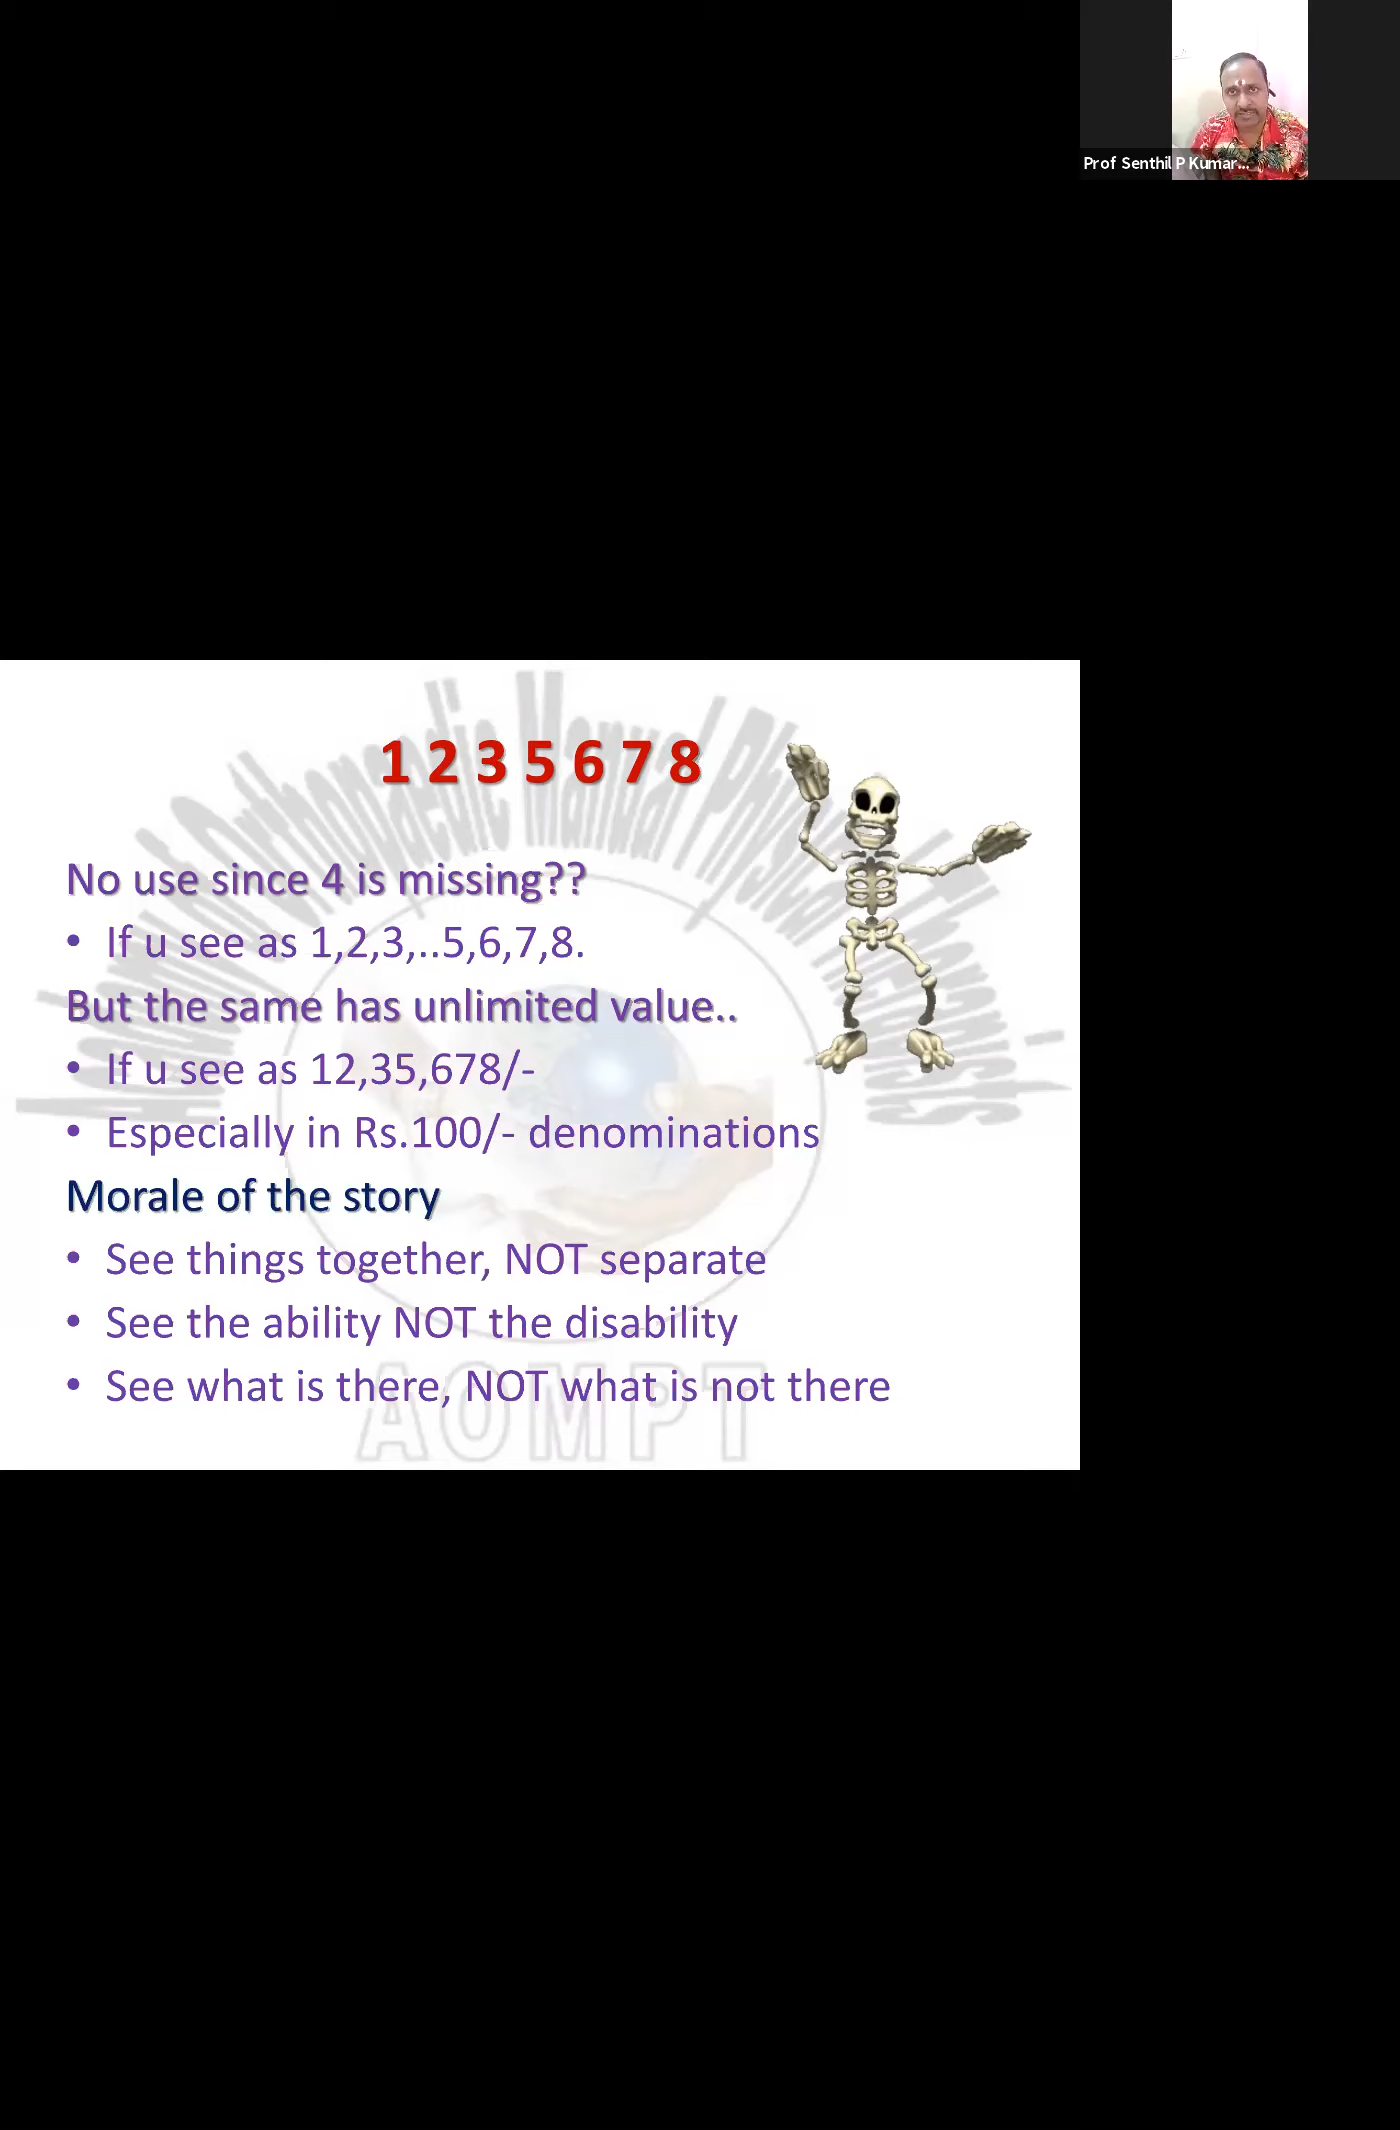 Prof Senthil P Kumar...
1 2 3 5 6 7 8
No use since 4 is missing??
• If u see as 1,2,3,..5,6,7,8.
But the same has unlimited value..
• If u see as 12,35,678/-
• Especially in Rs.100/- denominations
Morale of the story
• See things together, NOT separate
• See the ability NOT the disability
• See what is there, NOT what is not there
AOMPT